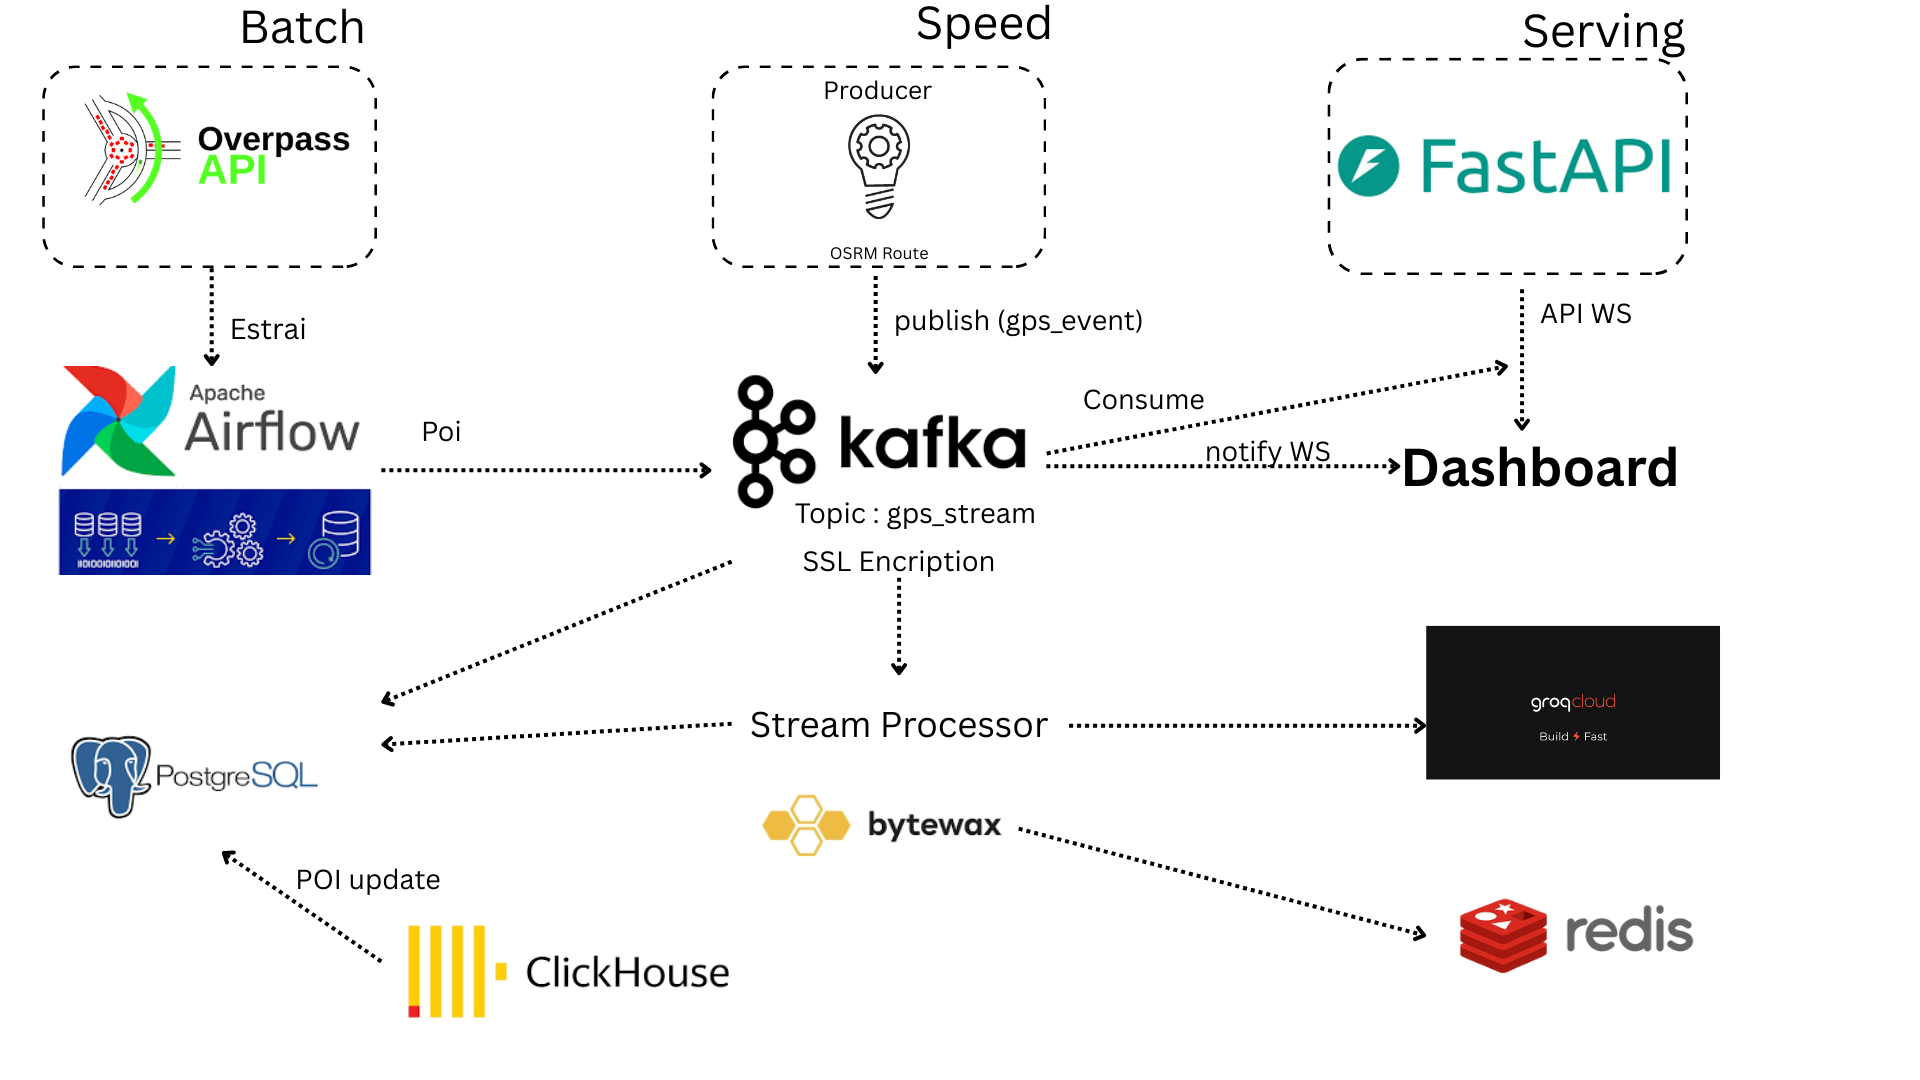 Batch
Speed
Serving
Overpass
API
Producer
OSRM Route
FastAPI
Estrai
publish (gps_event)
API WS
Apache
Airflow
Poi
kafka
Consume
notify WS
Dashboard
Topic : gps_stream
SSL Encription
Stream Processor
groqcloud
Build Fast
PostgreSQL
bytewax
POI update
ClickHouse
redis